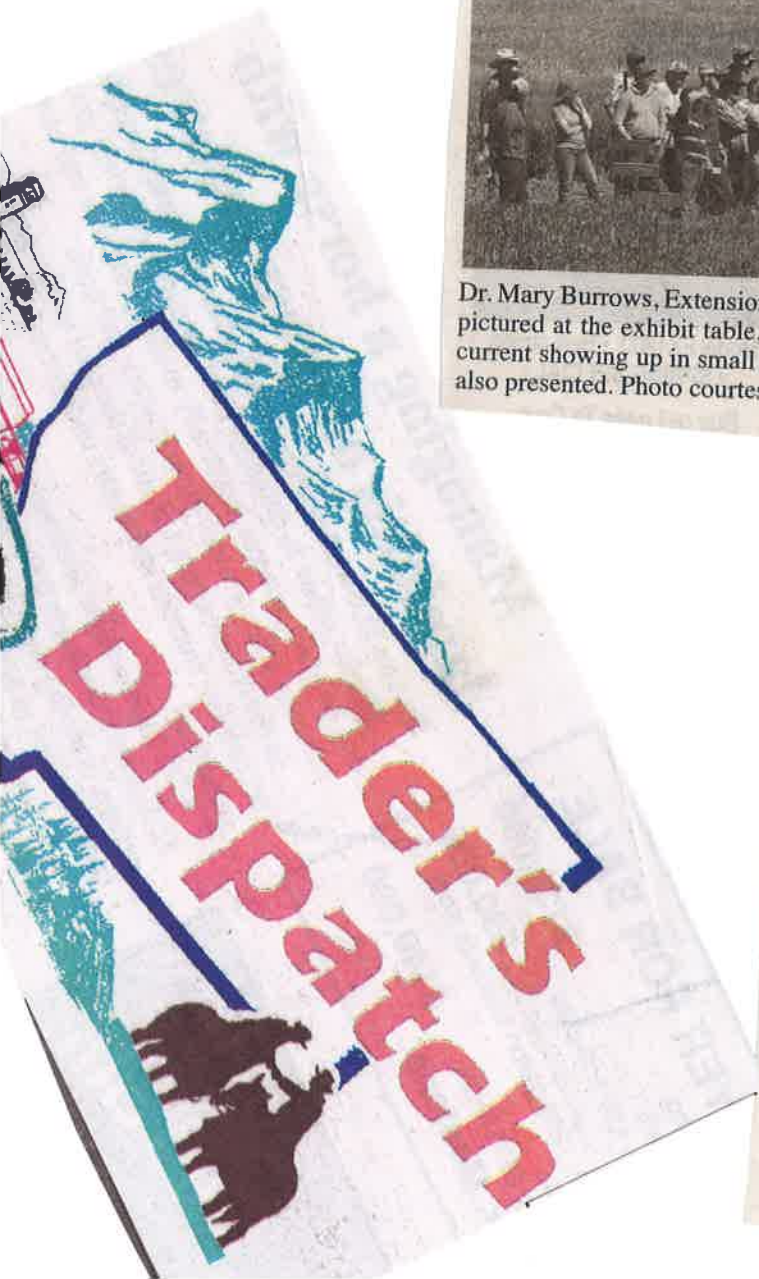 Dr. Mary Burrows, Extension
pictured at the exhibit table,
current showing up in small
also presented. Photo courtes
Trader's
Dispatch